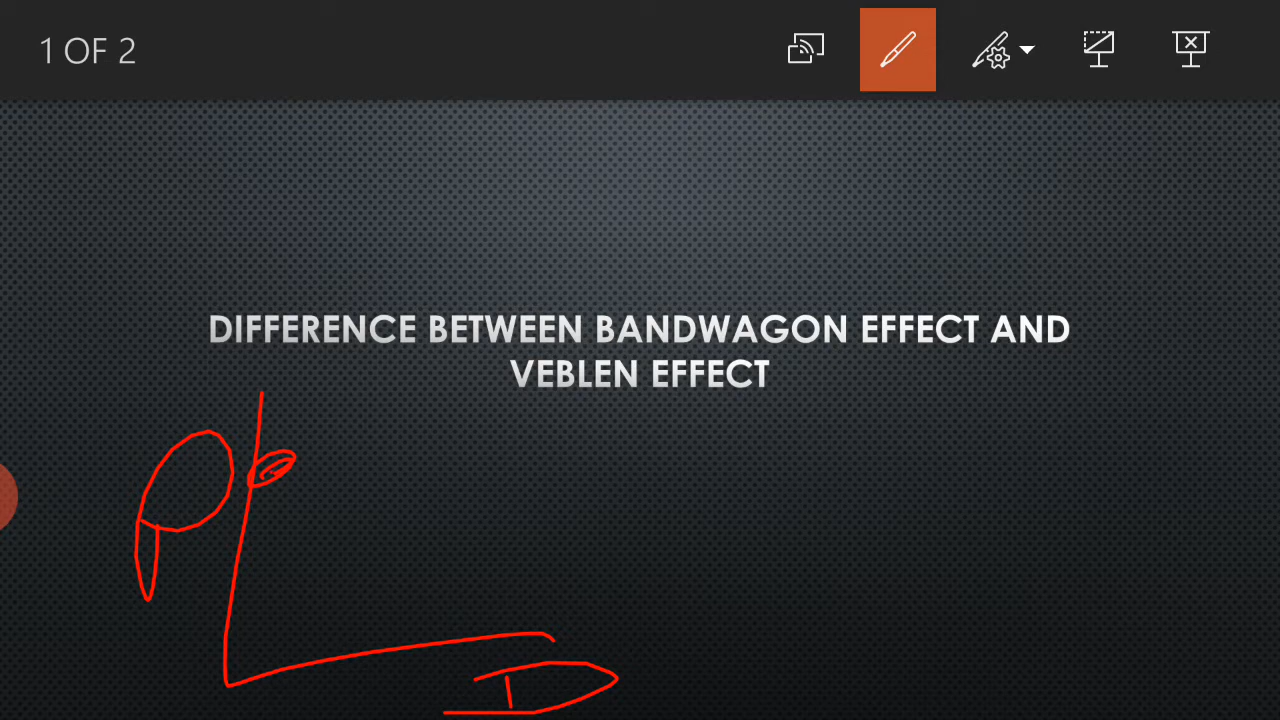 1 OF 2
DIFFERENCE BETWEEN BANDWAGON EFFECT AND
VEBLEN EFFECT
P
D